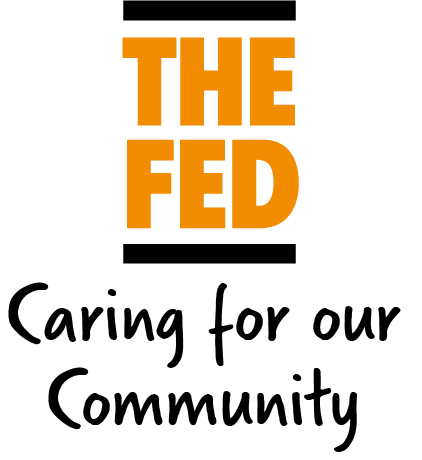 THE
FED
Caring for our
Community